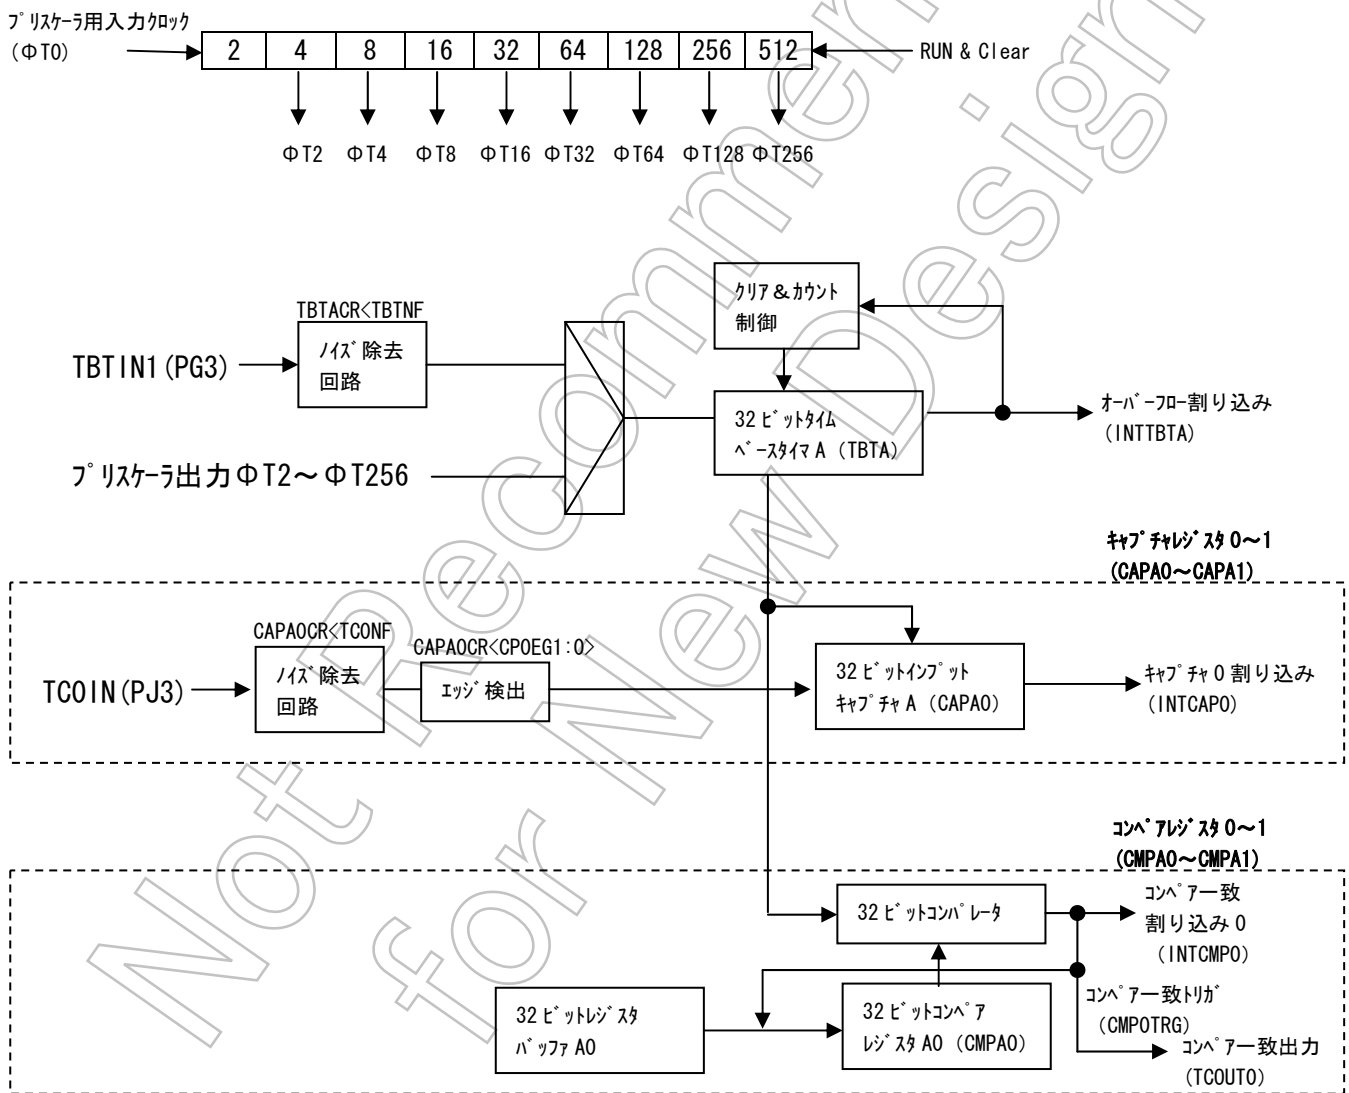 ﾌﾟﾘｽｹｰﾗ用入力ｸﾛｯｸ
(ΦT0)
2 4 8 16 32 64 128 256 512
RUN & Clear
ΦT2 ΦT4 ΦT8 ΦT16 ΦT32 ΦT64 ΦT128 ΦT256
TBTACR<TBTNF
ﾉｲｽﾞ除去
回路
TBTIN1(PG3)
ﾌﾟﾘｽｹｰﾗ出力ΦT2～ΦT256
ｸﾘｱ＆ｶｳﾝﾄ
制御
32ﾋﾞｯﾄﾀｲﾑ
ﾍﾞｰｽﾀｲﾏA（TBTA）
ｵｰﾊﾞｰﾌﾛｰ割り込み
(INTTBTA)
ｷｬﾌﾟﾁｬﾚｼﾞｽﾀ0～1
(CAPA0～CAPA1)
CAPA0CR<TC0NF
CAPA0CR<CP0EG1:0>
TC0IN(PJ3)
ﾉｲｽﾞ除去
回路
ｴｯｼﾞ検出
32ﾋﾞｯﾄｲﾝﾌﾟｯﾄ
ｷｬﾌﾟﾁｬA（CAPA0）
ｷｬﾌﾟﾁｬ0割り込み
(INTCAP0)
ｺﾝﾍﾟｱﾚｼﾞｽﾀ0～1
(CMPA0～CMPA1)
32ﾋﾞｯﾄｺﾝﾊﾟﾚｰﾀ
ｺﾝﾍﾟｱ一致
割り込み0
(INTCMP0)
32ﾋﾞｯﾄﾚｼﾞｽﾀ
ﾊﾞｯﾌｧA0
32ﾋﾞｯﾄｺﾝﾍﾟｱ
ﾚｼﾞｽﾀA0（CMPA0）
ｺﾝﾍﾟｱ一致ﾄﾘｶﾞ
(CMP0TRG)
ｺﾝﾍﾟｱ一致出力
(TCOUT0)
Not Recommen
for New Design